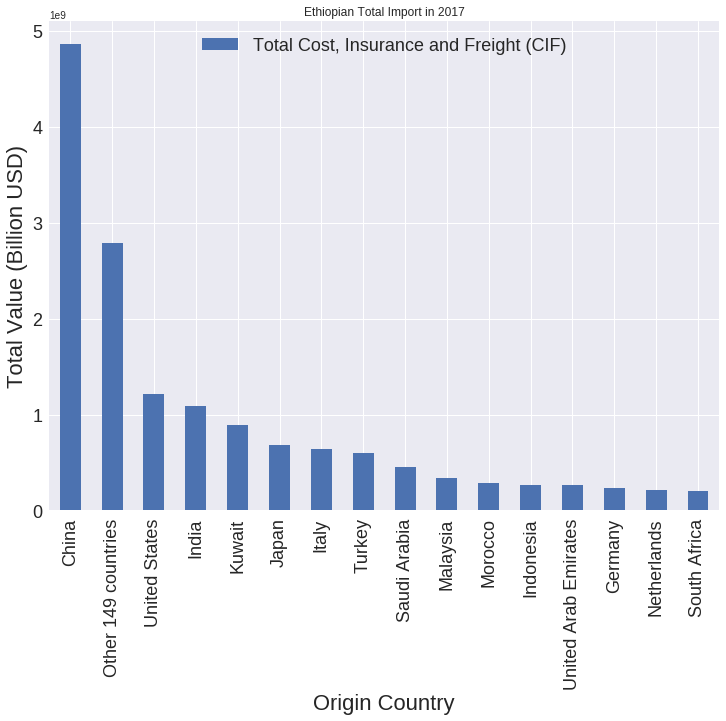 Ethiopian Total Import in 2017
1e9
Total Cost, Insurance and Freight (CIF)
Total Value (Billion USD)
5
4
3
2
1
0
China
Other 149 countries
United States
India
Kuwait
Japan
Italy
Turkey
Saudi Arabia
Malaysia
Morocco
Indonesia
United Arab Emirates
Germany
Netherlands
South Africa
Origin Country